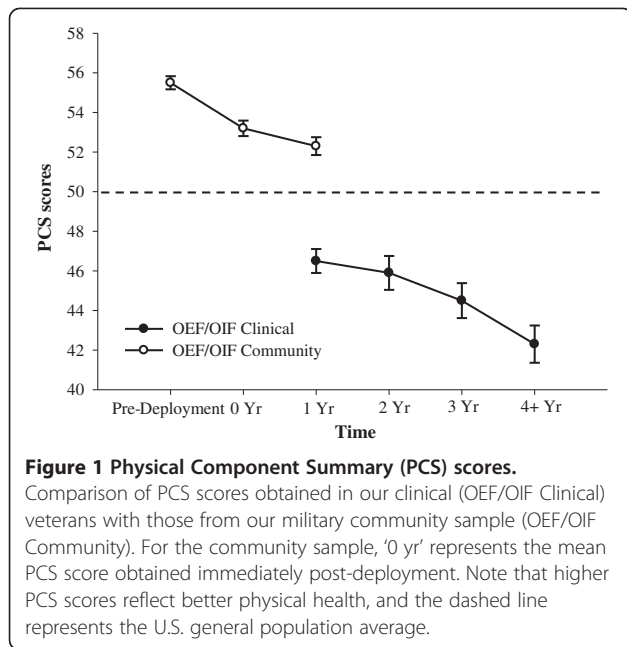 58
56
54
52
50
48
46
44
42
40
PCS scores
OEF/OIF Clinical
OEF/OIF Community
Pre-Deployment 0 Yr 1 Yr 2 Yr 3 Yr 4+ Yr
Time
Figure 1 Physical Component Summary (PCS) scores.
Comparison of PCS scores obtained in our clinical (OEF/OIF Clinical)
veterans with those from our military community sample (OEF/OIF
Community). For the community sample, ‘0 yr’ represents the mean
PCS score obtained immediately post-deployment. Note that higher
PCS scores reflect better physical health, and the dashed line
represents the U.S. general population average.